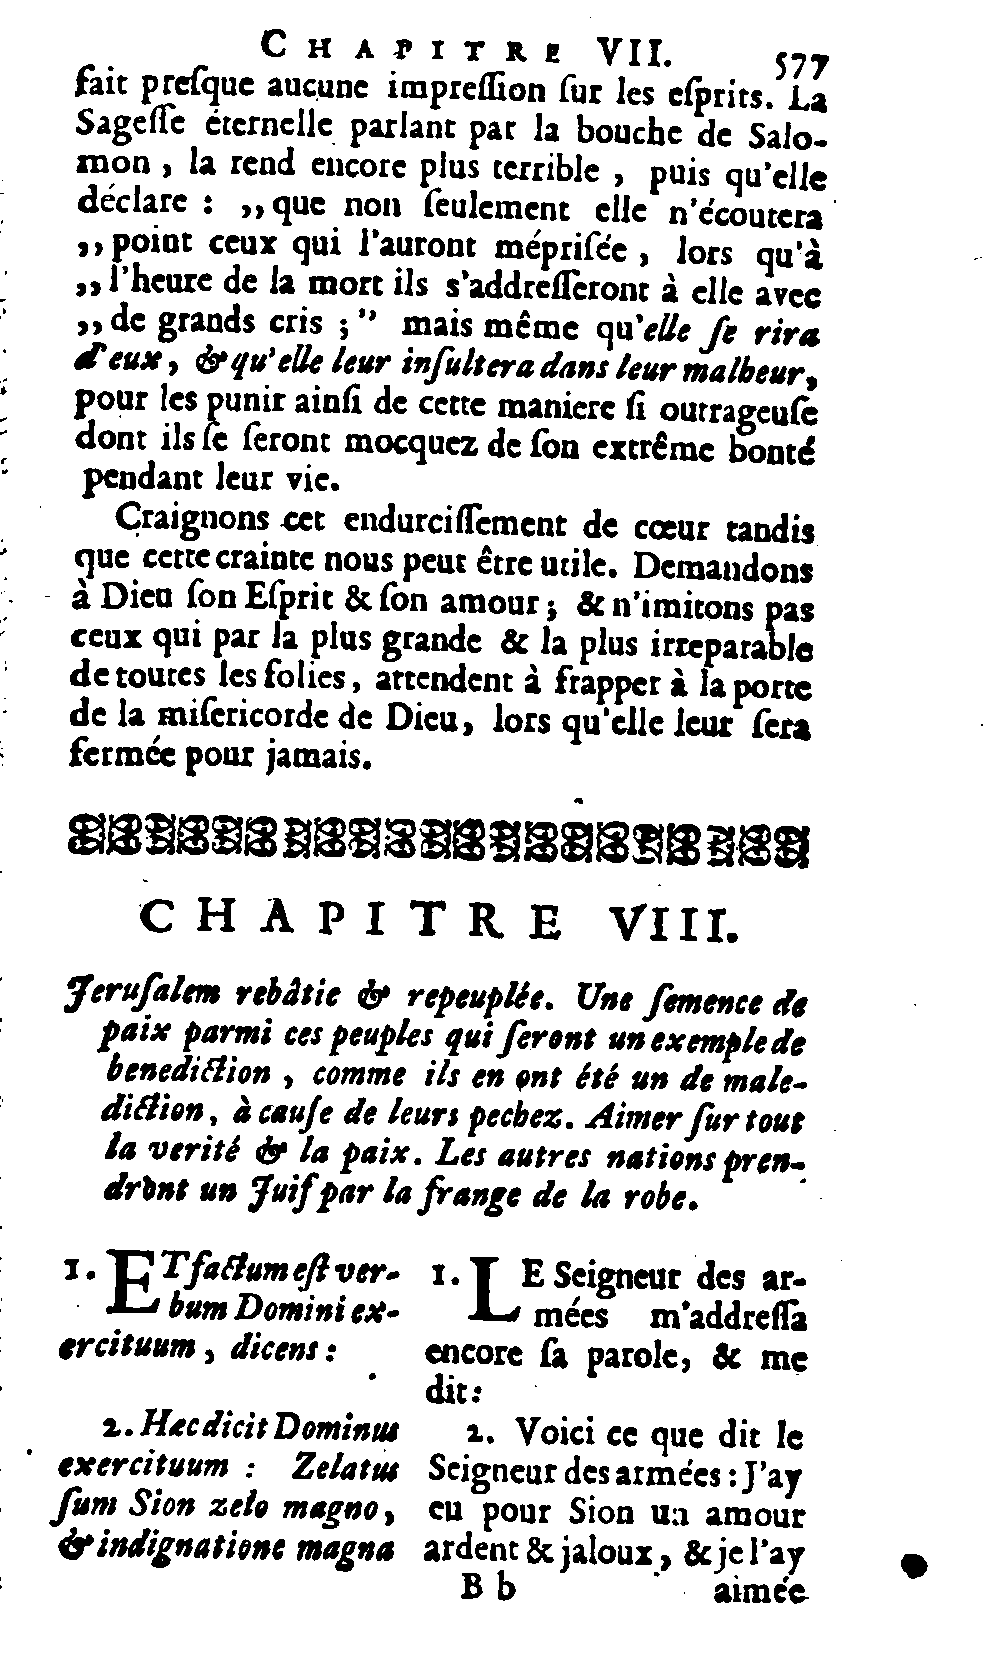 CHAPITRE VII. 577
fait preſque aucune impreſſion ſur les eſprits. La
Sageſſe éternelle parlant par la bouche de Salo-
mon, la rend encore plus terrible, puis qu'elle
déclare : „que non ſeulement elle n'écoutera
„point ceux qui l'auront mépriſée, lors qu'à
„l'heure de la mort ils s'addreſſeront à elle avec
„de grands cris ;" mais même qu'elle ſe rira
d'eux, & qu'elle leur inſultera dans leur malheur,
pour les punir ainſi de cette maniere ſi outrageuſe
dont ils ſe ſeront mocquez de ſon extrême bonté
pendant leur vie.
Craignons cet endurciſſement de cœur tandis
que cette crainte nous peut être utile. Demandons
à Dieu ſon Eſprit & ſon amour; & n'imitons pas
ceux qui par la plus grande & la plus irreparable
de toutes les folies, attendent à frapper à la porte
de la miſericorde de Dieu, lors qu'elle leur ſera
fermée pour jamais.
CHAPITRE VIII.
Jeruſalem rebâtie & repeuplée. Une ſemence de
paix parmi ces peuples qui ſeront un exemple de
benediction, comme ils en ont été un de male-
diction, à cauſe de leurs pechez. Aimer ſur tout
la verité & la paix. Les autres nations pren-
dront un Juif par la frange de la robe.
1. ET factum eſt ver-
bum Domini ex-
ercituum, dicens :
2. Hæc dicit Dominus
exercituum : Zelatus
ſum Sion zelo magno,
& indignatione magna
1. LE Seigneur des ar-
mées m'addreſſa
encore ſa parole, & me
dit :
2. Voici ce que dit le
Seigneur des armées : J'ay
eu pour Sion un amour
ardent & jaloux, & je l'ay
B b aimée